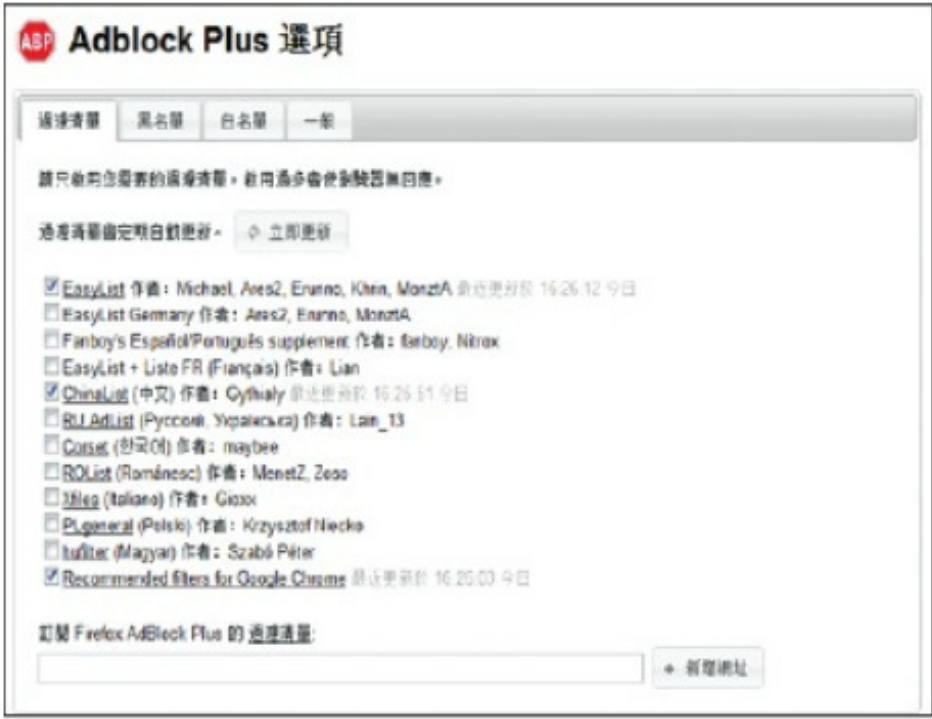 ABP Adblock Plus 選項
過濾清單 黑名單 白名單 一般
請只啟用您需要的過濾清單。啟用過多會使瀏覽器無回應。
過濾清單會定期自動更新。 立即更新
EasyList 作者: Michael, Ares2, Erunno, Khrin, MonztA 最近更新於 16:26:12 今日
EasyList Germany 作者: Ares2, Erunno, MonztA
Fanboy's Español/Português supplement 作者: fanboy, Nitrox
EasyList + Liste FR (Français) 作者: Lian
ChinaList (中文) 作者: Gythialy 最近更新於 16:26:51 今日
RU AdList (Русский, Українська) 作者: Lain_13
Corset (한국어) 作者: maybee
ROList (Românesc) 作者: MenetZ, Zoso
Xfiles (Italiano) 作者: Gioxx
PLgeneral (Polski) 作者: Krzysztof Niecko
hufilter (Magyar) 作者: Szabó Péter
Recommended filters for Google Chrome 最近更新於 16:26:03 今日
訂閱 Firefox AdBlock Plus 的 過濾清單:
+ 新增網址